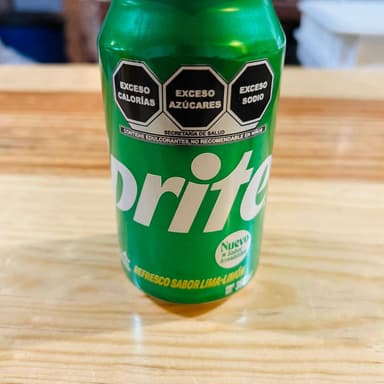 EXCESO
CALORÍAS
EXCESO
AZÚCARES
EXCESO
SODIO
SECRETARÍA DE SALUD
CONTIENE EDULCORANTES, NO RECOMENDABLE EN NIÑOS
prite
Nuevo
REFRESCO SABOR LIMA-LIMÓN